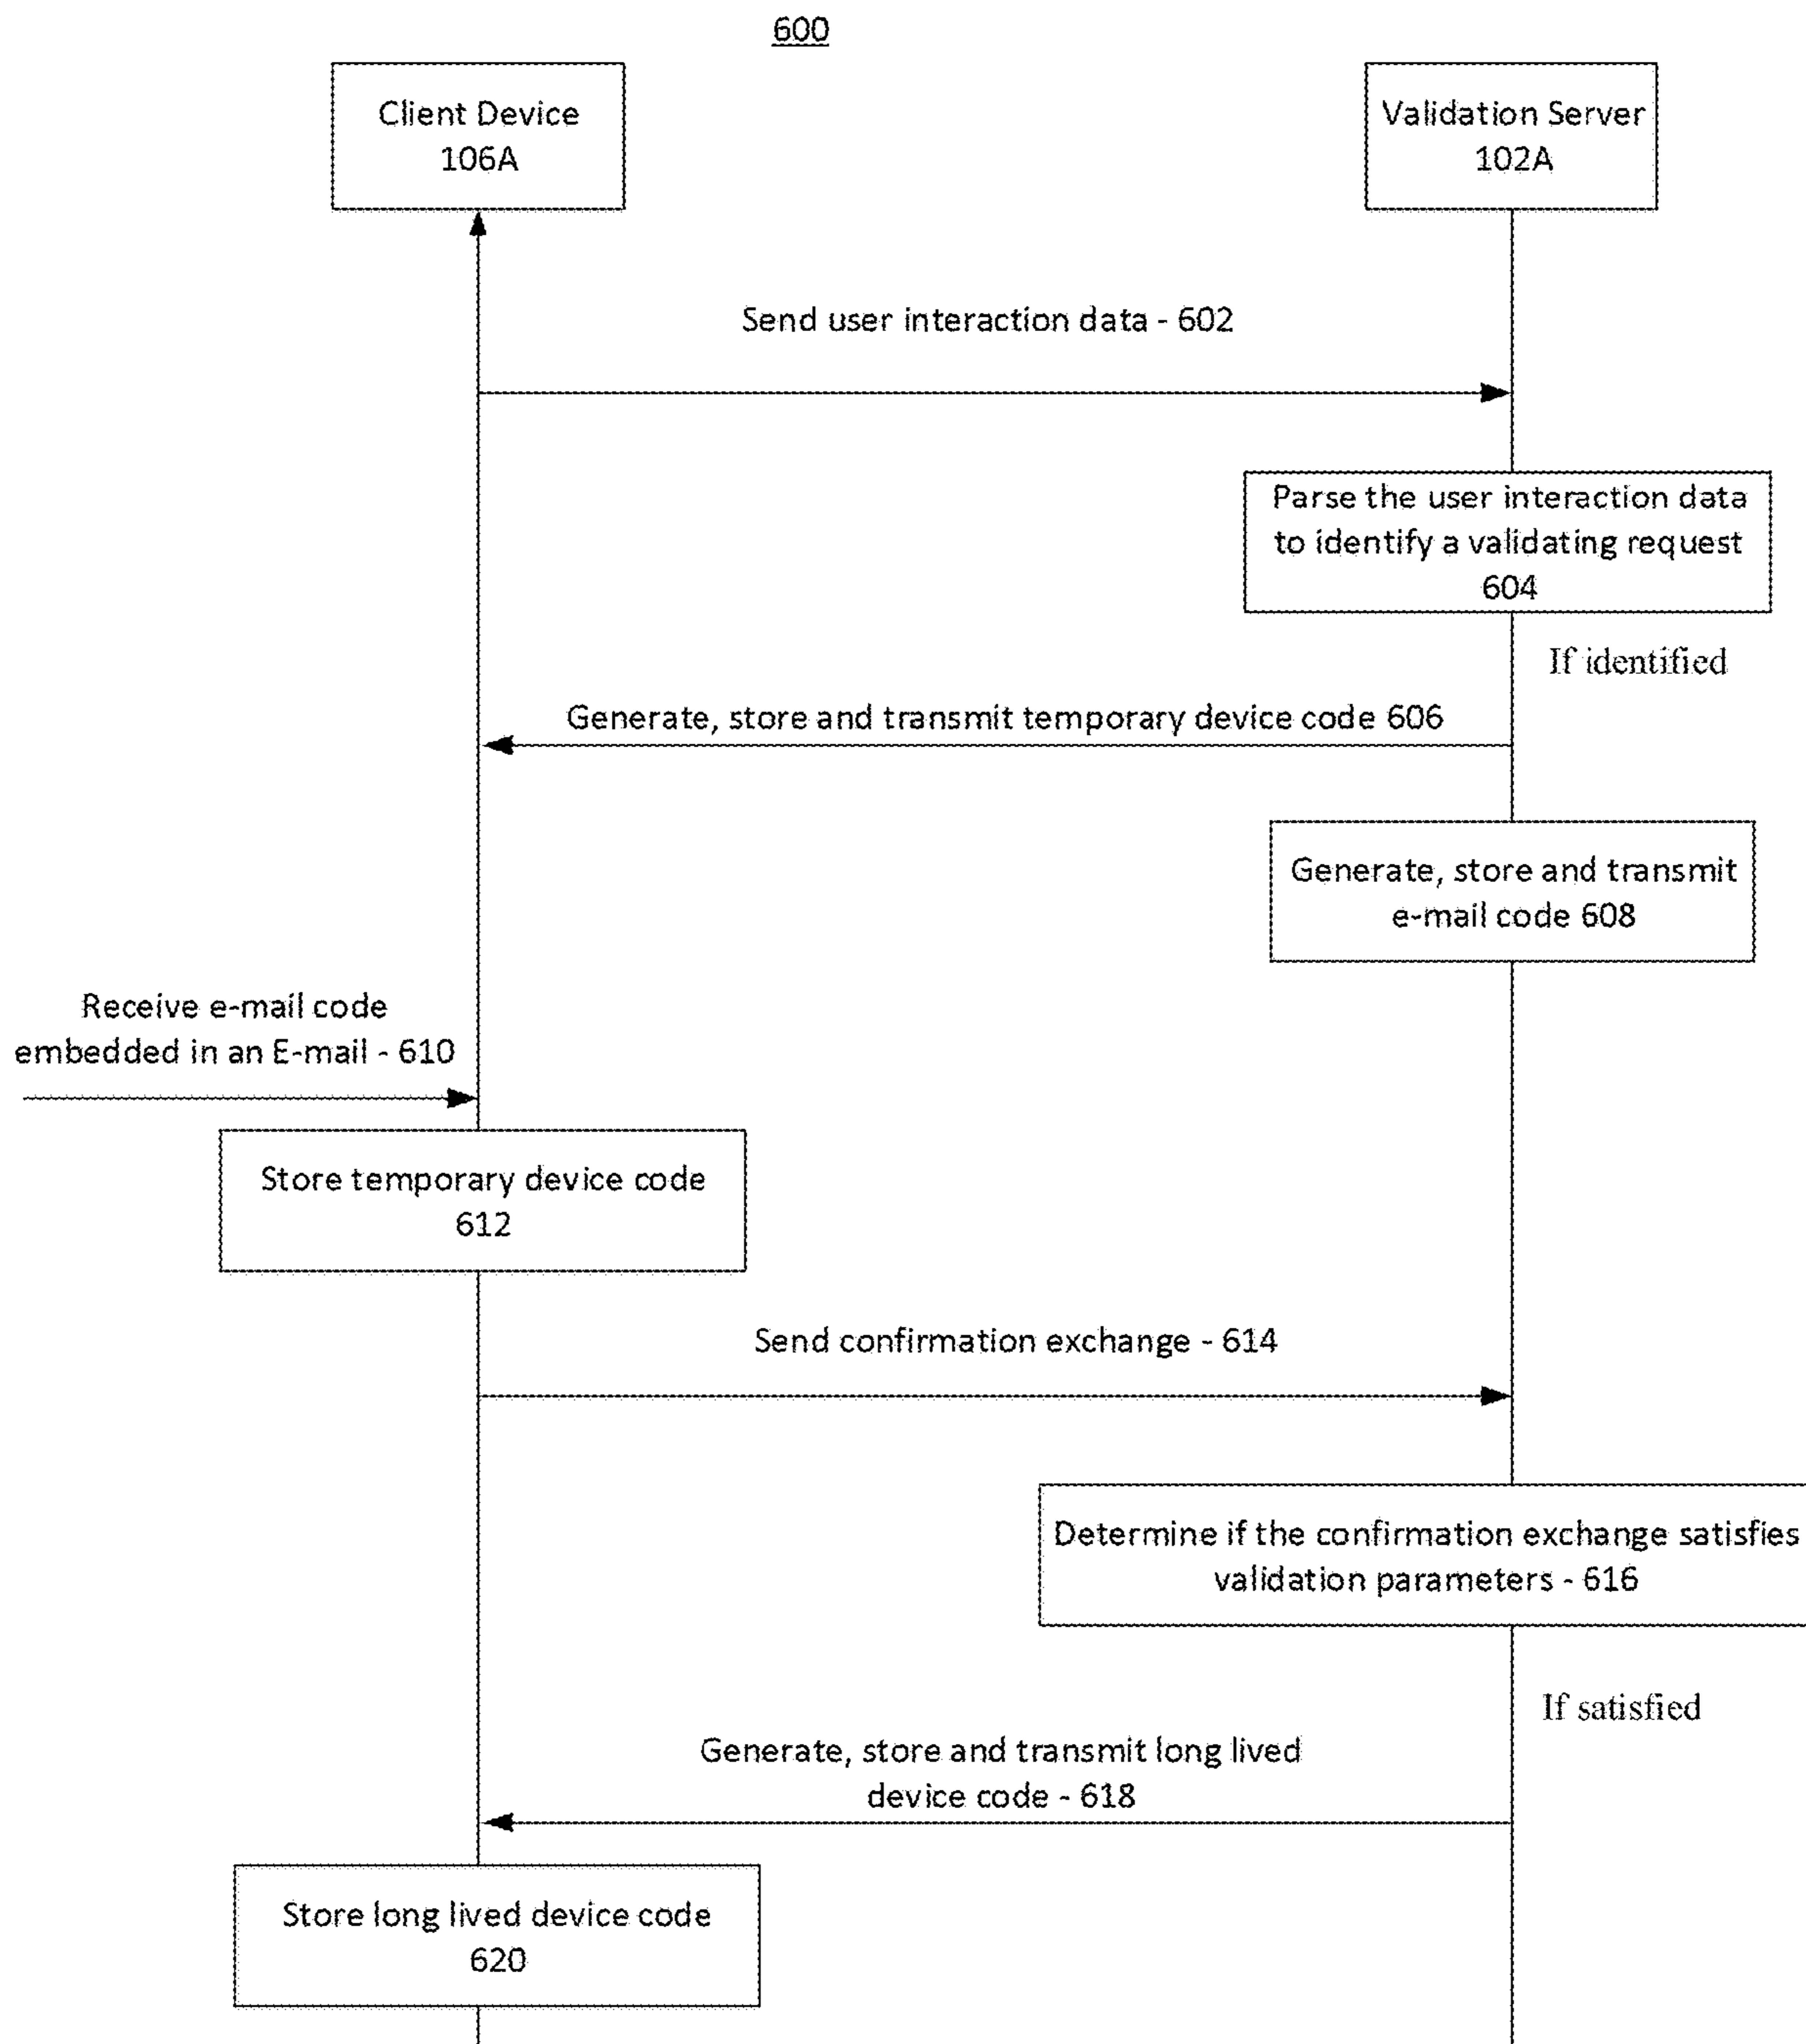 600
Client Device
106A
Validation Server
102A
Send user interaction data - 602
Parse the user interaction data
to identify a validating request
604
If identified
Generate, store and transmit temporary device code 606
Generate, store and transmit
e-mail code 608
Receive e-mail code
embedded in an E-mail - 610
Store temporary device code
612
Send confirmation exchange - 614
Determine if the confirmation exchange satisfies
validation parameters - 616
If satisfied
Generate, store and transmit long lived
device code - 618
Store long lived device code
620